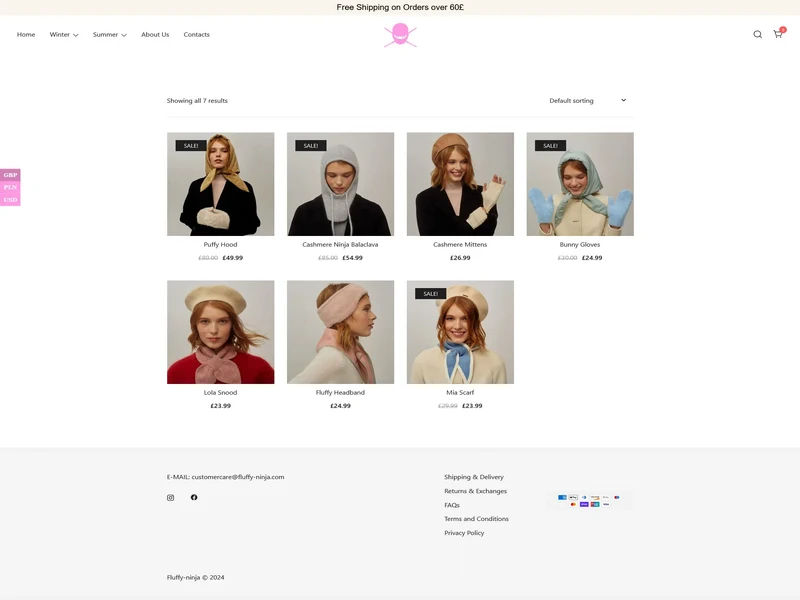 Free Shipping on Orders over 60£
Home Winter Summer About Us Contacts
Showing all 7 results Default sorting
GBP
PLN
USD
SALE! SALE! SALE!
Puffy Hood Cashmere Ninja Balaclava Cashmere Mittens Bunny Gloves
£80.00 £49.99 £85.00 £54.99 £26.99 £30.00 £24.99
SALE!
Lola Snood Fluffy Headband Mia Scarf
£23.99 £24.99 £29.99 £23.99
E-MAIL: customercare@fluffy-ninja.com Shipping & Delivery
Returns & Exchanges
FAQs
Terms and Conditions
Privacy Policy
Fluffy-ninja © 2024